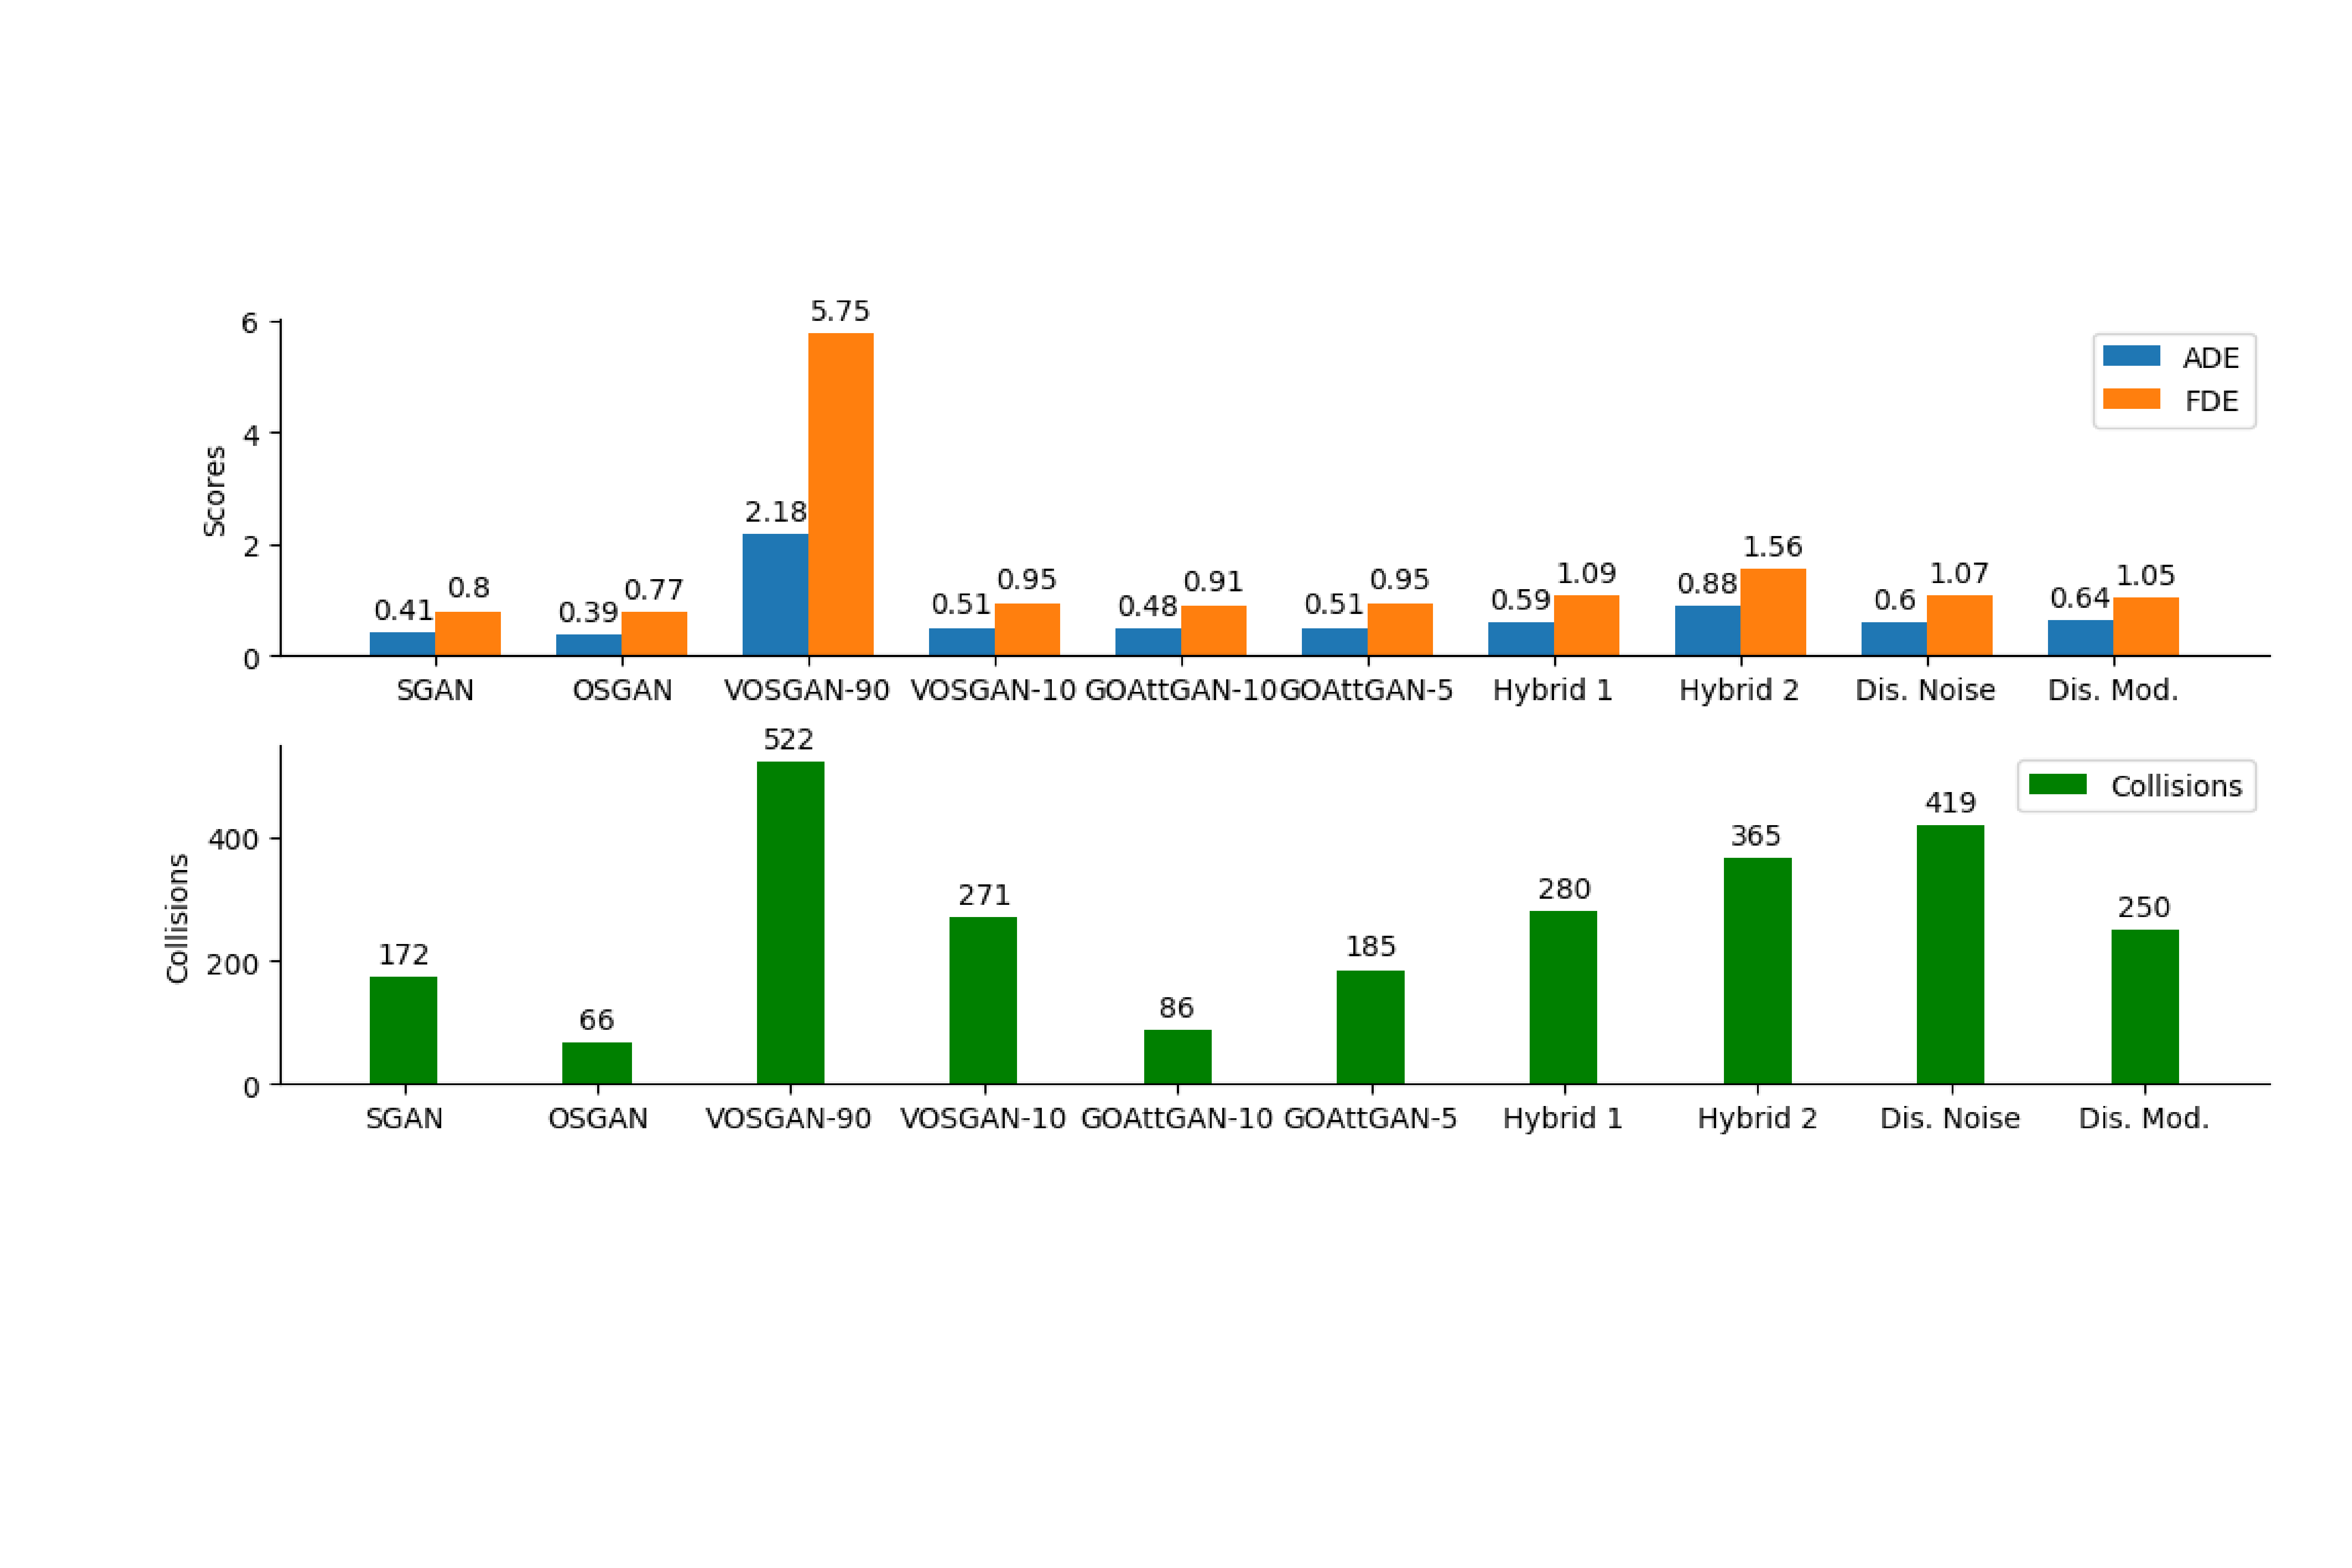 5.75
6
ADE
FDE
4
Scores
2.18
2
0.41 0.8 0.39 0.77 0.51 0.95 0.48 0.91 0.51 0.95 0.59 1.09 0.88 1.56 0.6 1.07 0.64 1.05
0
SGAN OSGAN VOSGAN-90 VOSGAN-10 GOAttGAN-10 GOAttGAN-5 Hybrid 1 Hybrid 2 Dis. Noise Dis. Mod.
522
Collisions
400
Collisions
200
172 66 271 86 185 280 365 419 250
0
SGAN OSGAN VOSGAN-90 VOSGAN-10 GOAttGAN-10 GOAttGAN-5 Hybrid 1 Hybrid 2 Dis. Noise Dis. Mod.